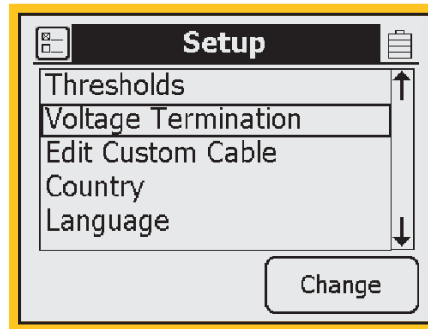 Setup
Thresholds
Voltage Termination
Edit Custom Cable
Country
Language
Change